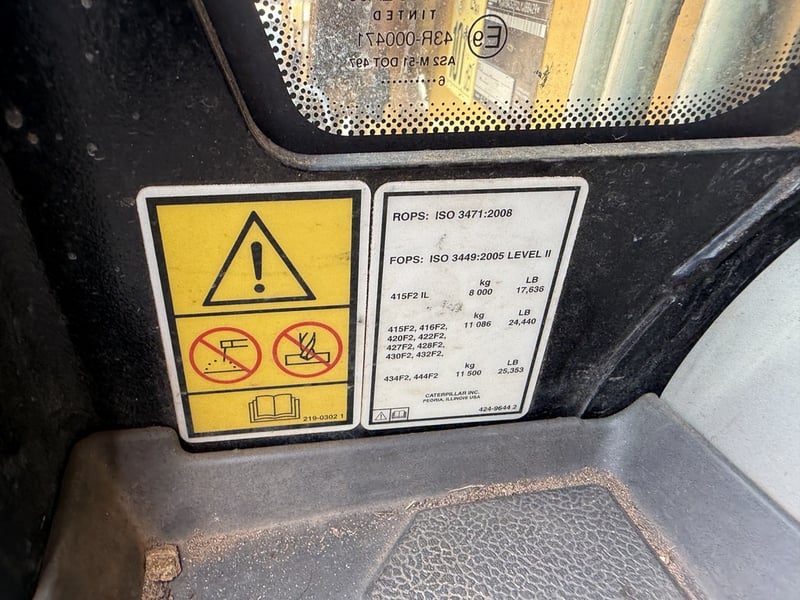 TINTED
E9
43R-000471
AS2 M-51 DOT 497
6
219-0302 1
ROPS: ISO 3471:2008
FOPS: ISO 3449:2005 LEVEL II
kg LB
415F2 IL 8 000 17,636
kg LB
415F2, 416F2, 11 086 24,440
420F2, 422F2,
427F2, 428F2,
430F2, 432F2,
kg LB
434F2, 444F2 11 500 25,353
CATERPILLAR INC.
PEORIA, ILLINOIS USA
424-9644 2